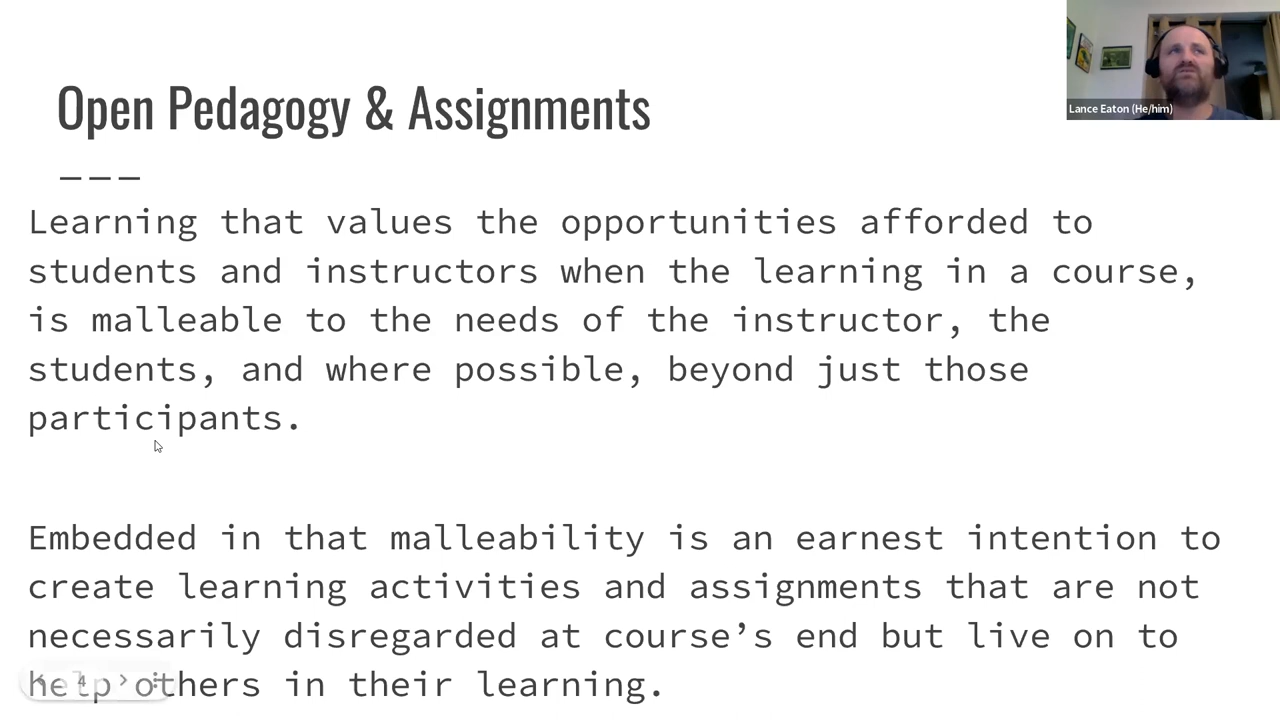 Open Pedagogy & Assignments
Lance Eaton (He/him)
Learning that values the opportunities afforded to
students and instructors when the learning in a course,
is malleable to the needs of the instructor, the
students, and where possible, beyond just those
participants.
Embedded in that malleability is an earnest intention to
create learning activities and assignments that are not
necessarily disregarded at course’s end but live on to
help others in their learning.
4